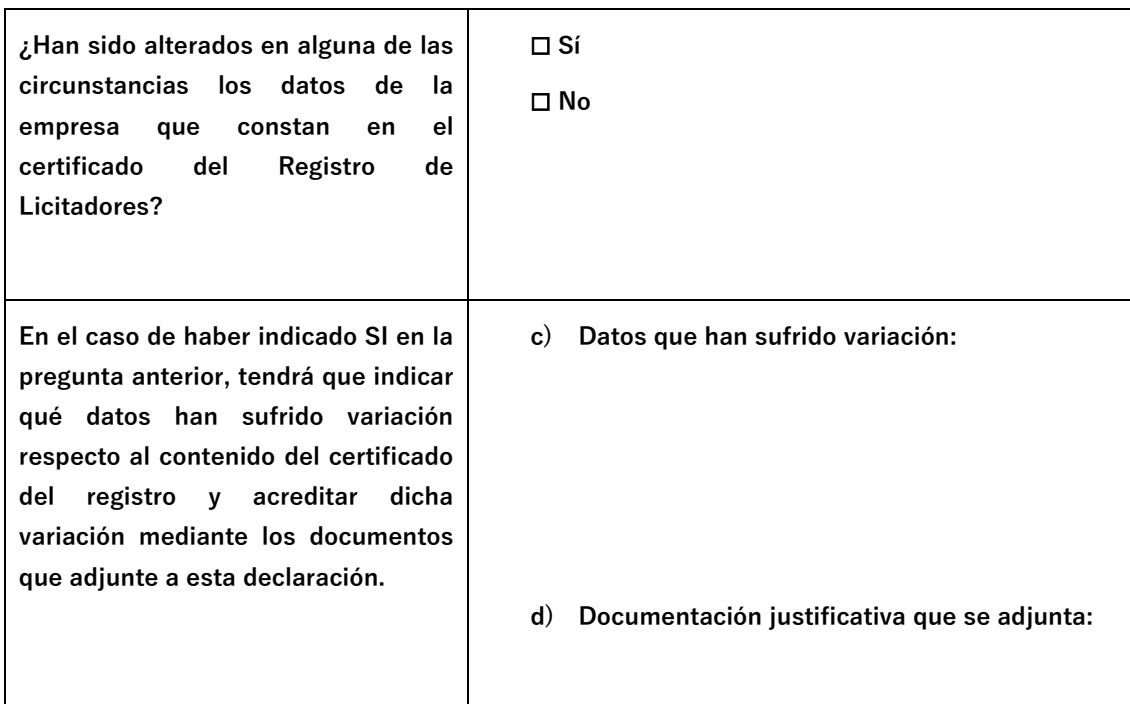 ¿Han sido alterados en alguna de las
circunstancias los datos de la
empresa que constan en el
certificado del Registro de
Licitadores?
☐ Sí
☐ No
En el caso de haber indicado SI en la
pregunta anterior, tendrá que indicar
qué datos han sufrido variación
respecto al contenido del certificado
del registro y acreditar dicha
variación mediante los documentos
que adjunte a esta declaración.
c) Datos que han sufrido variación:
d) Documentación justificativa que se adjunta: